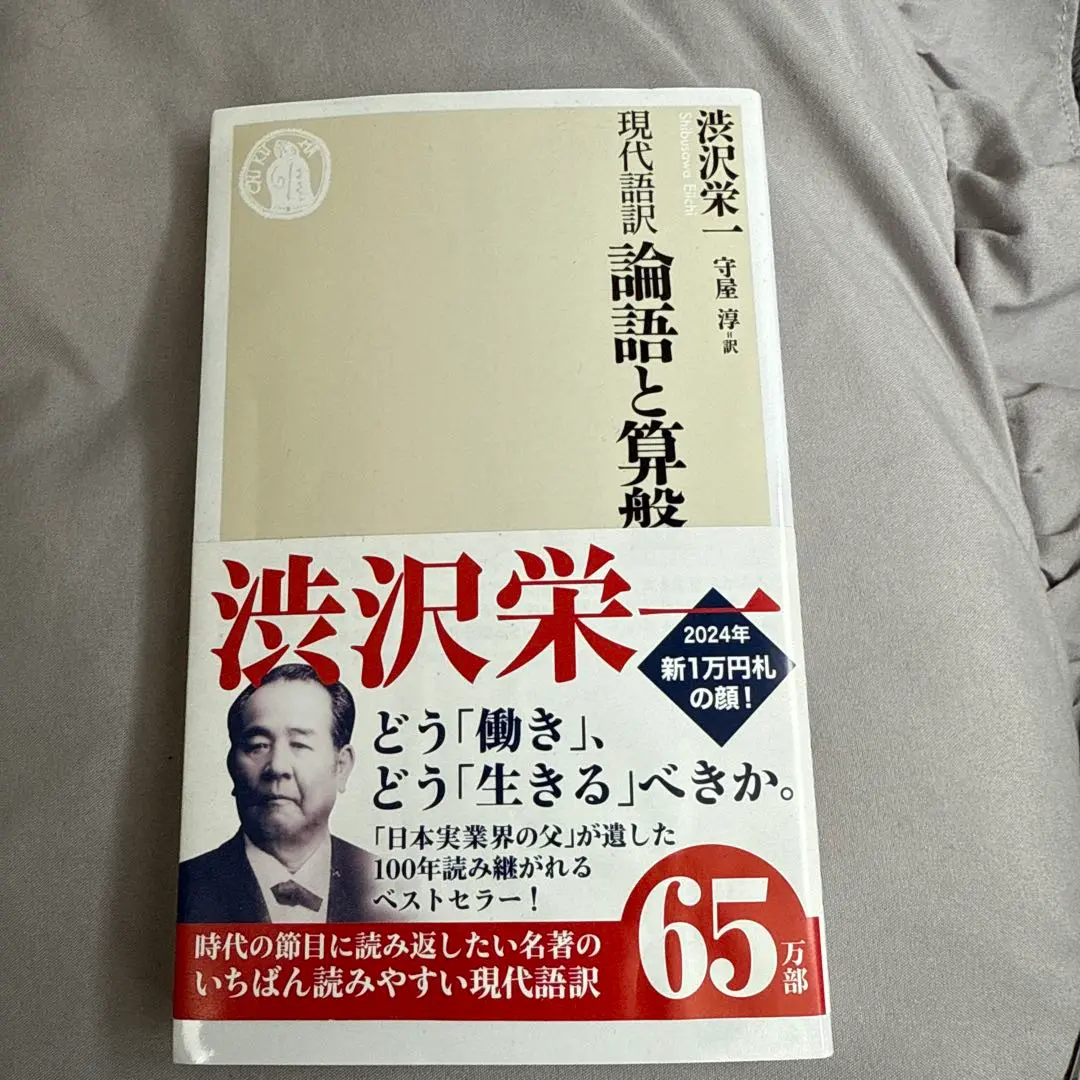 渋沢栄一
Shibusawa Eiichi
守屋 淳=訳
現代語訳 論語と算盤
CHIKUMA
渋沢栄一
2024年
新1万円札
の顔!
どう「働き」、
どう「生きる」べきか。
「日本実業界の父」が遺した
100年読み継がれる
ベストセラー!
65万部
時代の節目に読み返したい名著の
いちばん読みやすい現代語訳